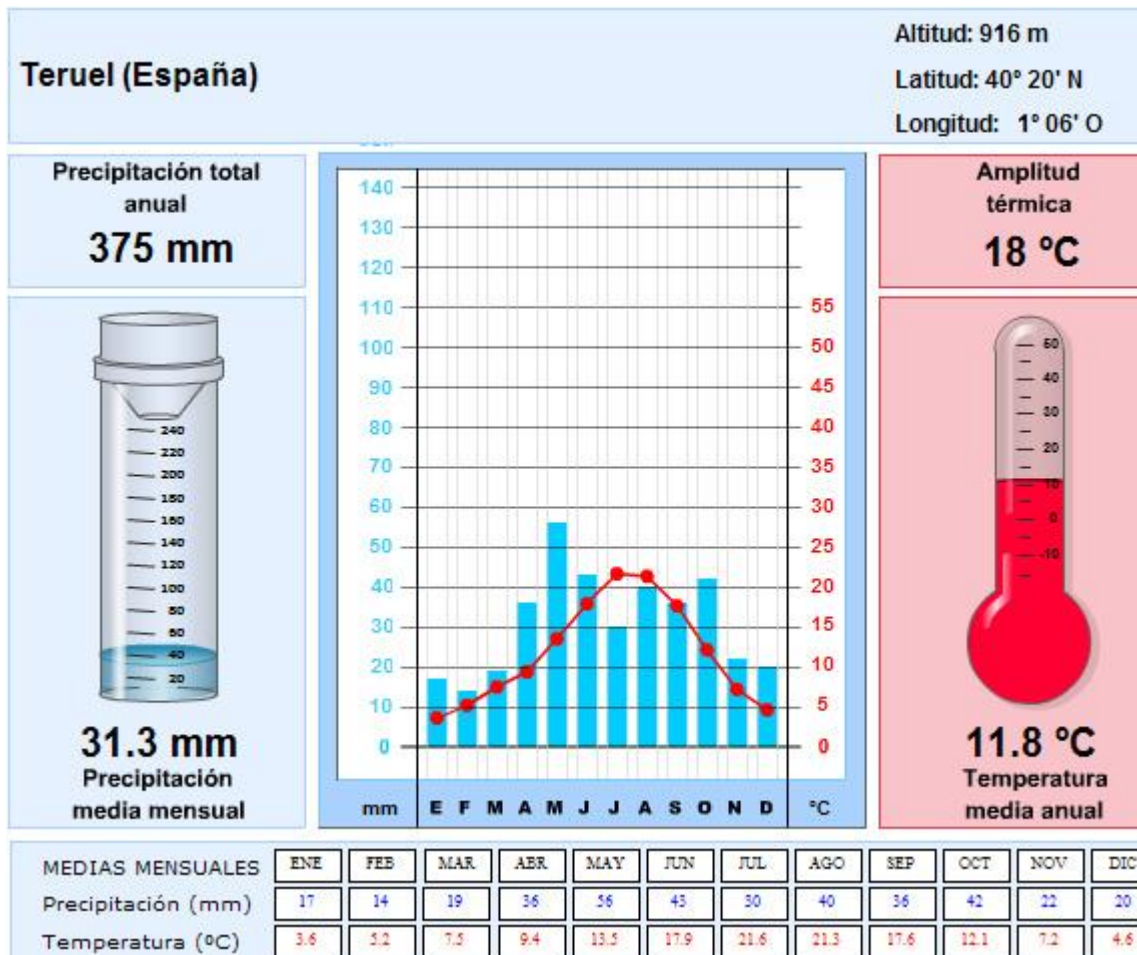 Teruel (España)
Altitud: 916 m
Latitud: 40° 20' N
Longitud: 1° 06' O
Precipitación total
anual
375 mm
240
220
200
180
160
140
120
100
80
60
40
20
31.3 mm
Precipitación
media mensual
140
130
120
110
100
90
80
70
60
50
40
30
20
10
0
55
50
45
40
35
30
25
20
15
10
5
0
mm E F M A M J J A S O N D °C
Amplitud
térmica
18 ºC
50
40
30
20
10
0
-10
11.8 ºC
Temperatura
media anual
MEDIAS MENSUALES ENE FEB MAR ABR MAY JUN JUL AGO SEP OCT NOV DIC
Precipitación (mm) 17 14 19 36 56 43 30 40 36 42 22 20
Temperatura (ºC) 3.6 5.2 7.5 9.4 13.5 17.9 21.6 21.3 17.6 12.1 7.2 4.6